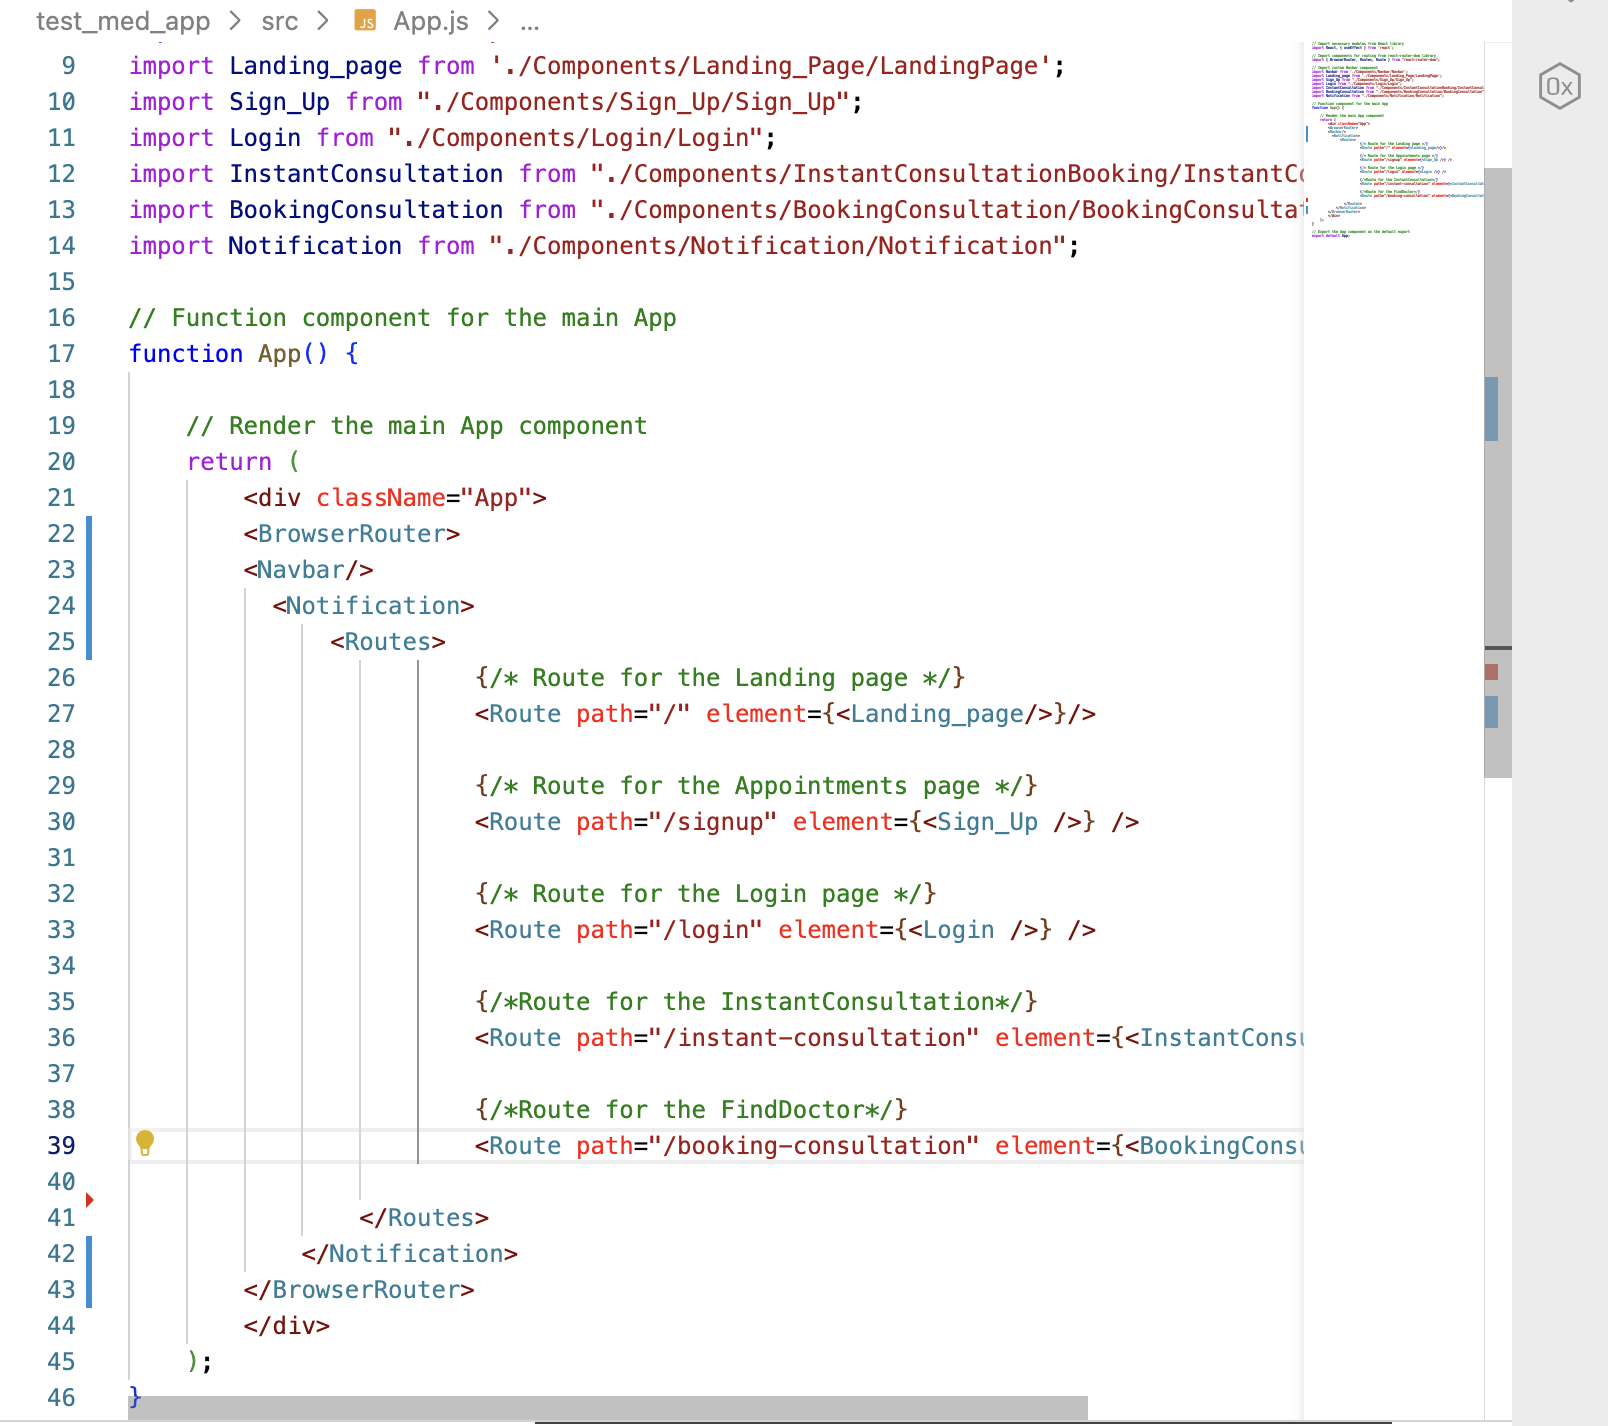 test_med_app > src > JS App.js > ...
9 import Landing_page from './Components/Landing_Page/LandingPage';
10 import Sign_Up from "./Components/Sign_Up/Sign_Up";
11 import Login from "./Components/Login/Login";
12 import InstantConsultation from "./Components/InstantConsultationBooking/InstantCo
13 import BookingConsultation from "./Components/BookingConsultation/BookingConsultat
14 import Notification from "./Components/Notification/Notification";
15
16 // Function component for the main App
17 function App() {
18
19 // Render the main App component
20 return (
21 <div className="App">
22 <BrowserRouter>
23 <Navbar/>
24 <Notification>
25 <Routes>
26 {/* Route for the Landing page */}
27 <Route path="/" element={<Landing_page/>}/>
28
29 {/* Route for the Appointments page */}
30 <Route path="/signup" element={<Sign_Up />} />
31
32 {/* Route for the Login page */}
33 <Route path="/login" element={<Login />} />
34
35 {/*Route for the InstantConsultation*/}
36 <Route path="/instant-consultation" element={<InstantConsu
37
38 {/*Route for the FindDoctor*/}
39 <Route path="/booking-consultation" element={<BookingConsu
40
41 </Routes>
42 </Notification>
43 </BrowserRouter>
44 </div>
45 );
46 }
0x